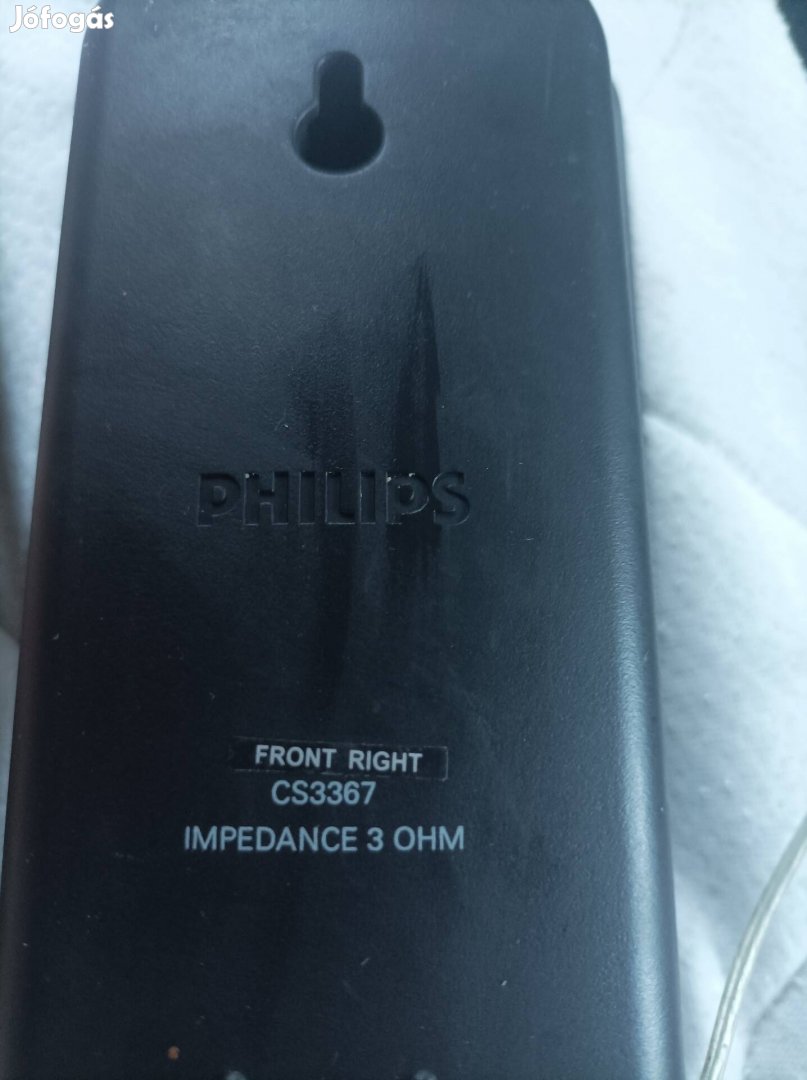 Jófogás
PHILIPS
FRONT RIGHT
CS3367
IMPEDANCE 3 OHM